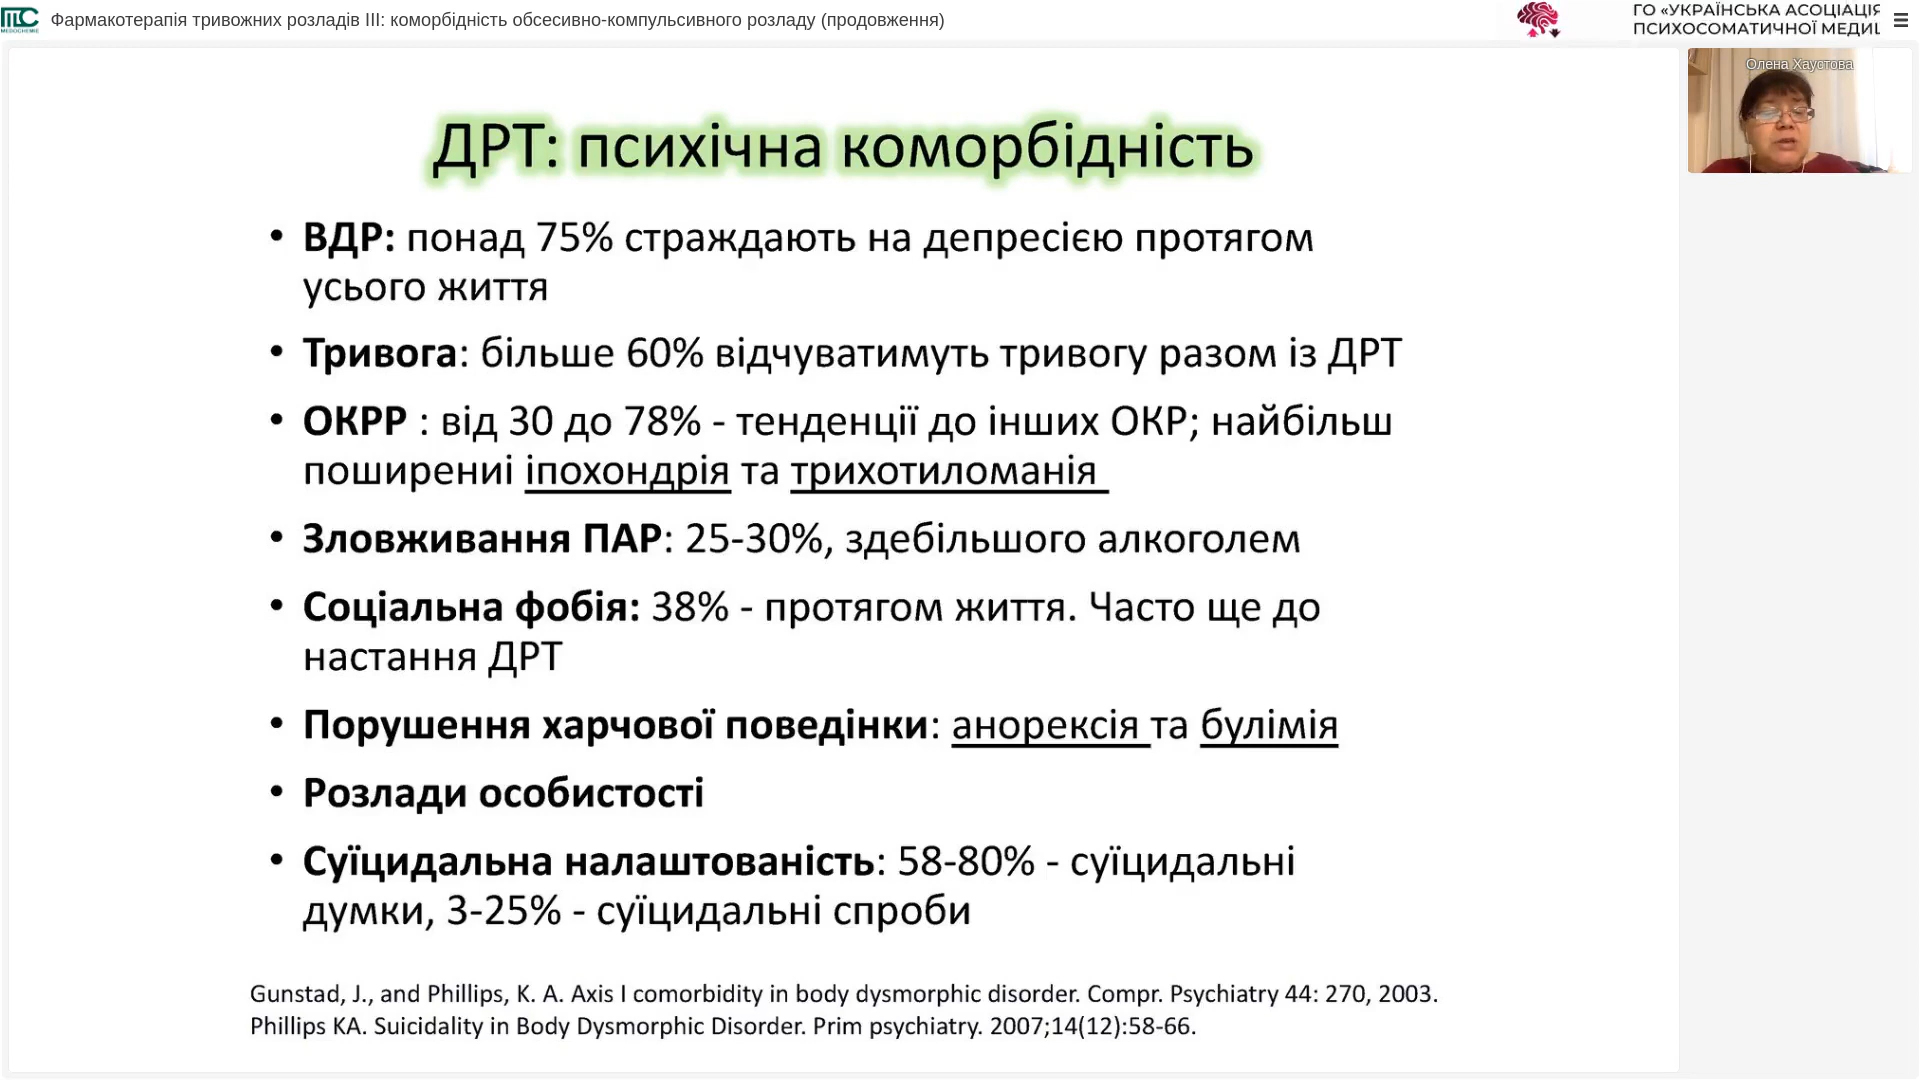 MEDOCHEMIE
Фармакотерапія тривожних розладів III: коморбідність обсесивно-компульсивного розладу (продовження)
ГО «УКРАЇНСЬКА АСОЦІАЦІЯ
ПСИХОСОМАТИЧНОЇ МЕДИЦ
Олена Хаустова
ДРТ: психічна коморбідність
• ВДР: понад 75% страждають на депресією протягом
усього життя
• Тривога: більше 60% відчуватимуть тривогу разом із ДРТ
• ОКРР : від 30 до 78% - тенденції до інших ОКР; найбільш
поширениі іпохондрія та трихотиломанія
• Зловживання ПАР: 25-30%, здебільшого алкоголем
• Соціальна фобія: 38% - протягом життя. Часто ще до
настання ДРТ
• Порушення харчової поведінки: анорексія та булімія
• Розлади особистості
• Суїцидальна налаштованість: 58-80% - суїцидальні
думки, 3-25% - суїцидальні спроби
Gunstad, J., and Phillips, K. A. Axis I comorbidity in body dysmorphic disorder. Compr. Psychiatry 44: 270, 2003.
Phillips KA. Suicidality in Body Dysmorphic Disorder. Prim psychiatry. 2007;14(12):58-66.